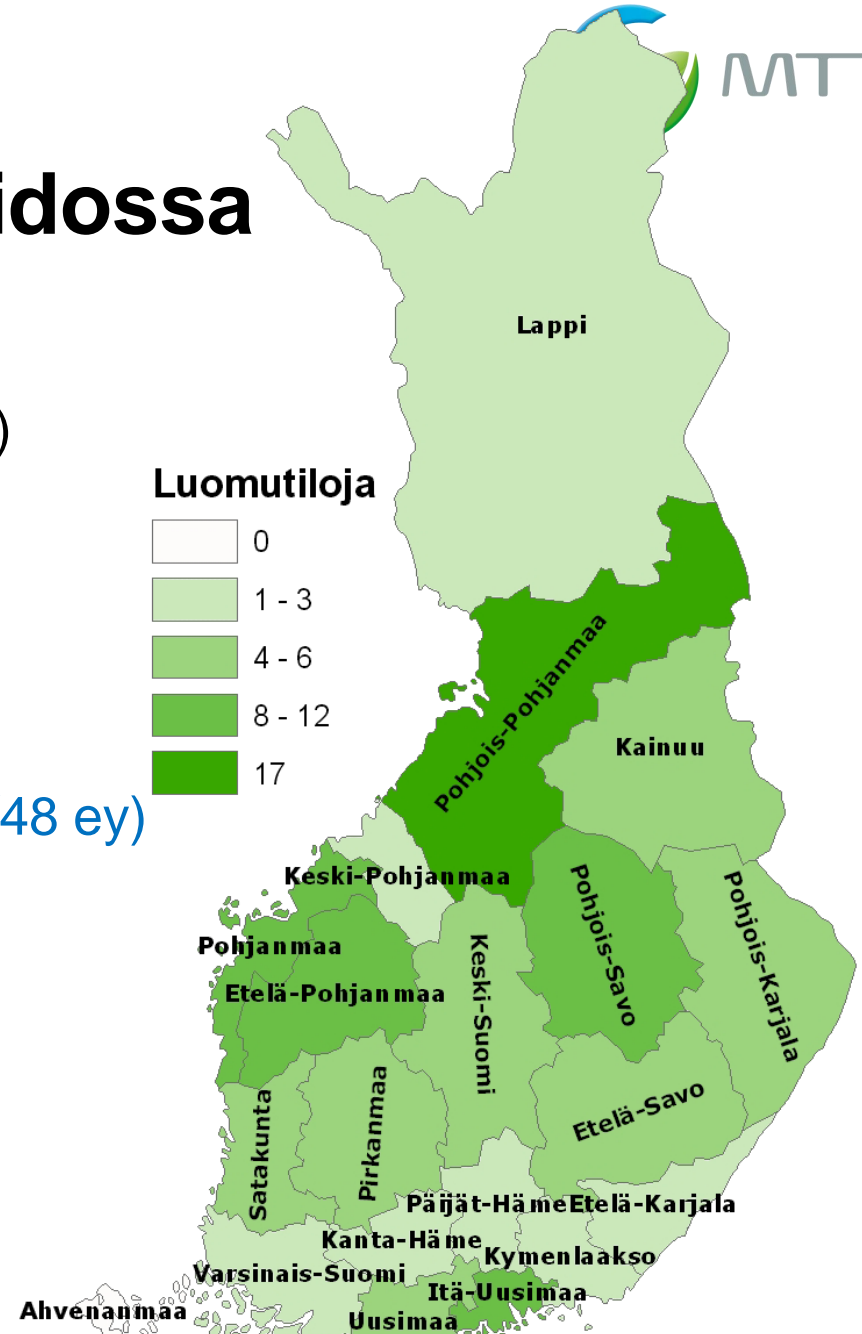 MTT
idossa
)
Lappi
Luomutiloja
0
1 - 3
4 - 6
8 - 12
17
48 ey)
Pohjois-Pohjanmaa
Kainuu
Keski-Pohjanmaa
Pohjanmaa
Etelä-Pohjanmaa
Keski-Suomi
Pohjois-Savo
Pohjois-Karjala
Satakunta
Pirkanmaa
Etelä-Savo
Päijät-Häme
Etelä-Karjala
Kanta-Häme
Kymenlaakso
Varsinais-Suomi
Itä-Uusimaa
Ahvenanmaa
Uusimaa